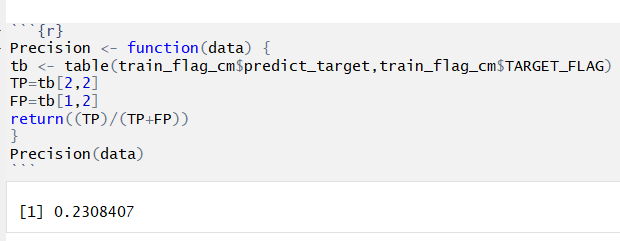 ```{r}
Precision <- function(data) {
tb <- table(train_flag_cm$predict_target,train_flag_cm$TARGET_FLAG)
TP=tb[2,2]
FP=tb[1,2]
return((TP)/(TP+FP))
}
Precision(data)
```
[1] 0.2308407